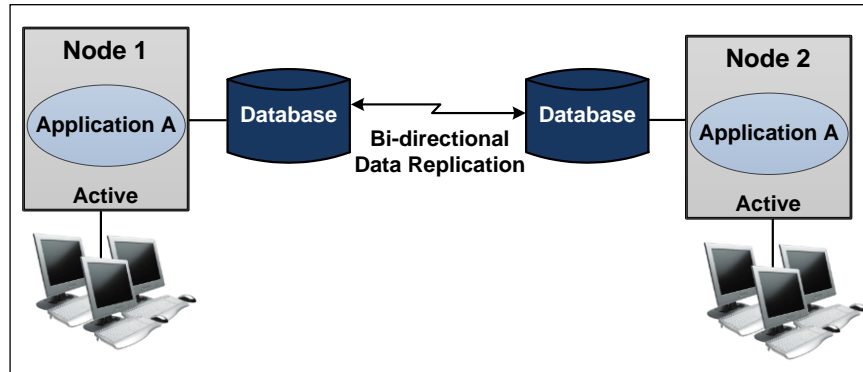 Node 1
Application A
Active
Database
Bi-directional
Data Replication
Database
Node 2
Application A
Active